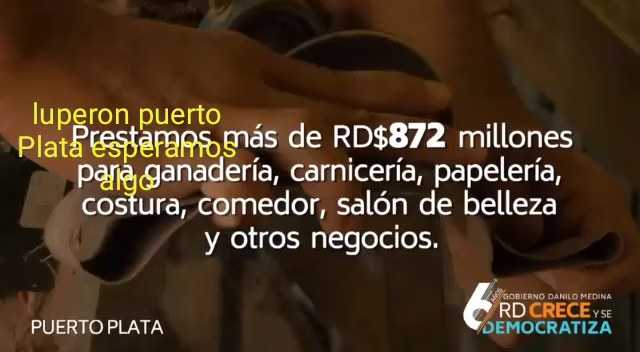 luperon puerto
Plata esperamos
algo
Prestamos más de RD$872 millones
para ganadería, carnicería, papelería,
costura, comedor, salón de belleza
y otros negocios.
PUERTO PLATA
6 AÑOS
GOBIERNO DANILO MEDINA
RD CRECE Y SE
DEMOCRATIZA